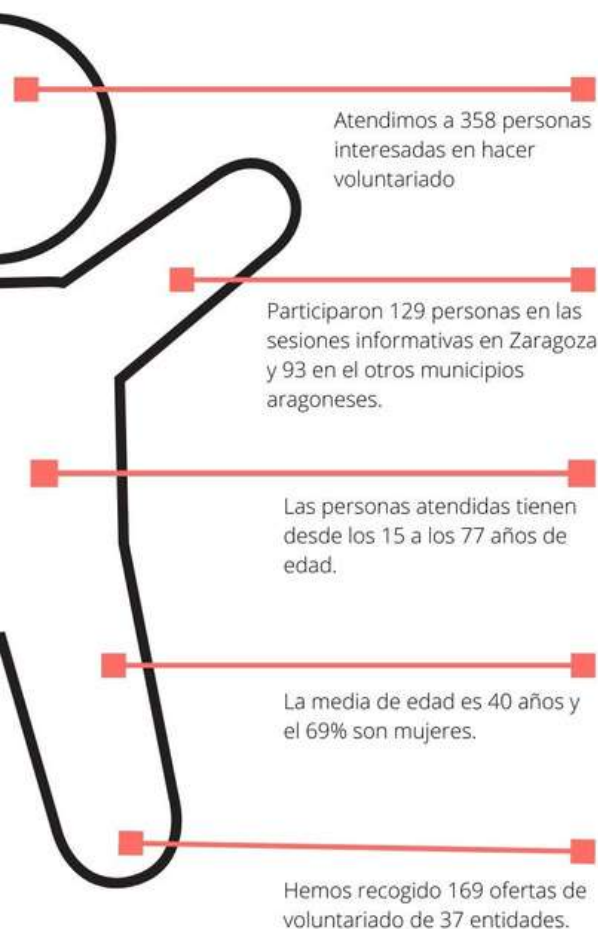 Atendimos a 358 personas
interesadas en hacer
voluntariado
Participaron 129 personas en las
sesiones informativas en Zaragoza
y 93 en el otros municipios
aragoneses.
Las personas atendidas tienen
desde los 15 a los 77 años de
edad.
La media de edad es 40 años y
el 69% son mujeres.
Hemos recogido 169 ofertas de
voluntariado de 37 entidades.